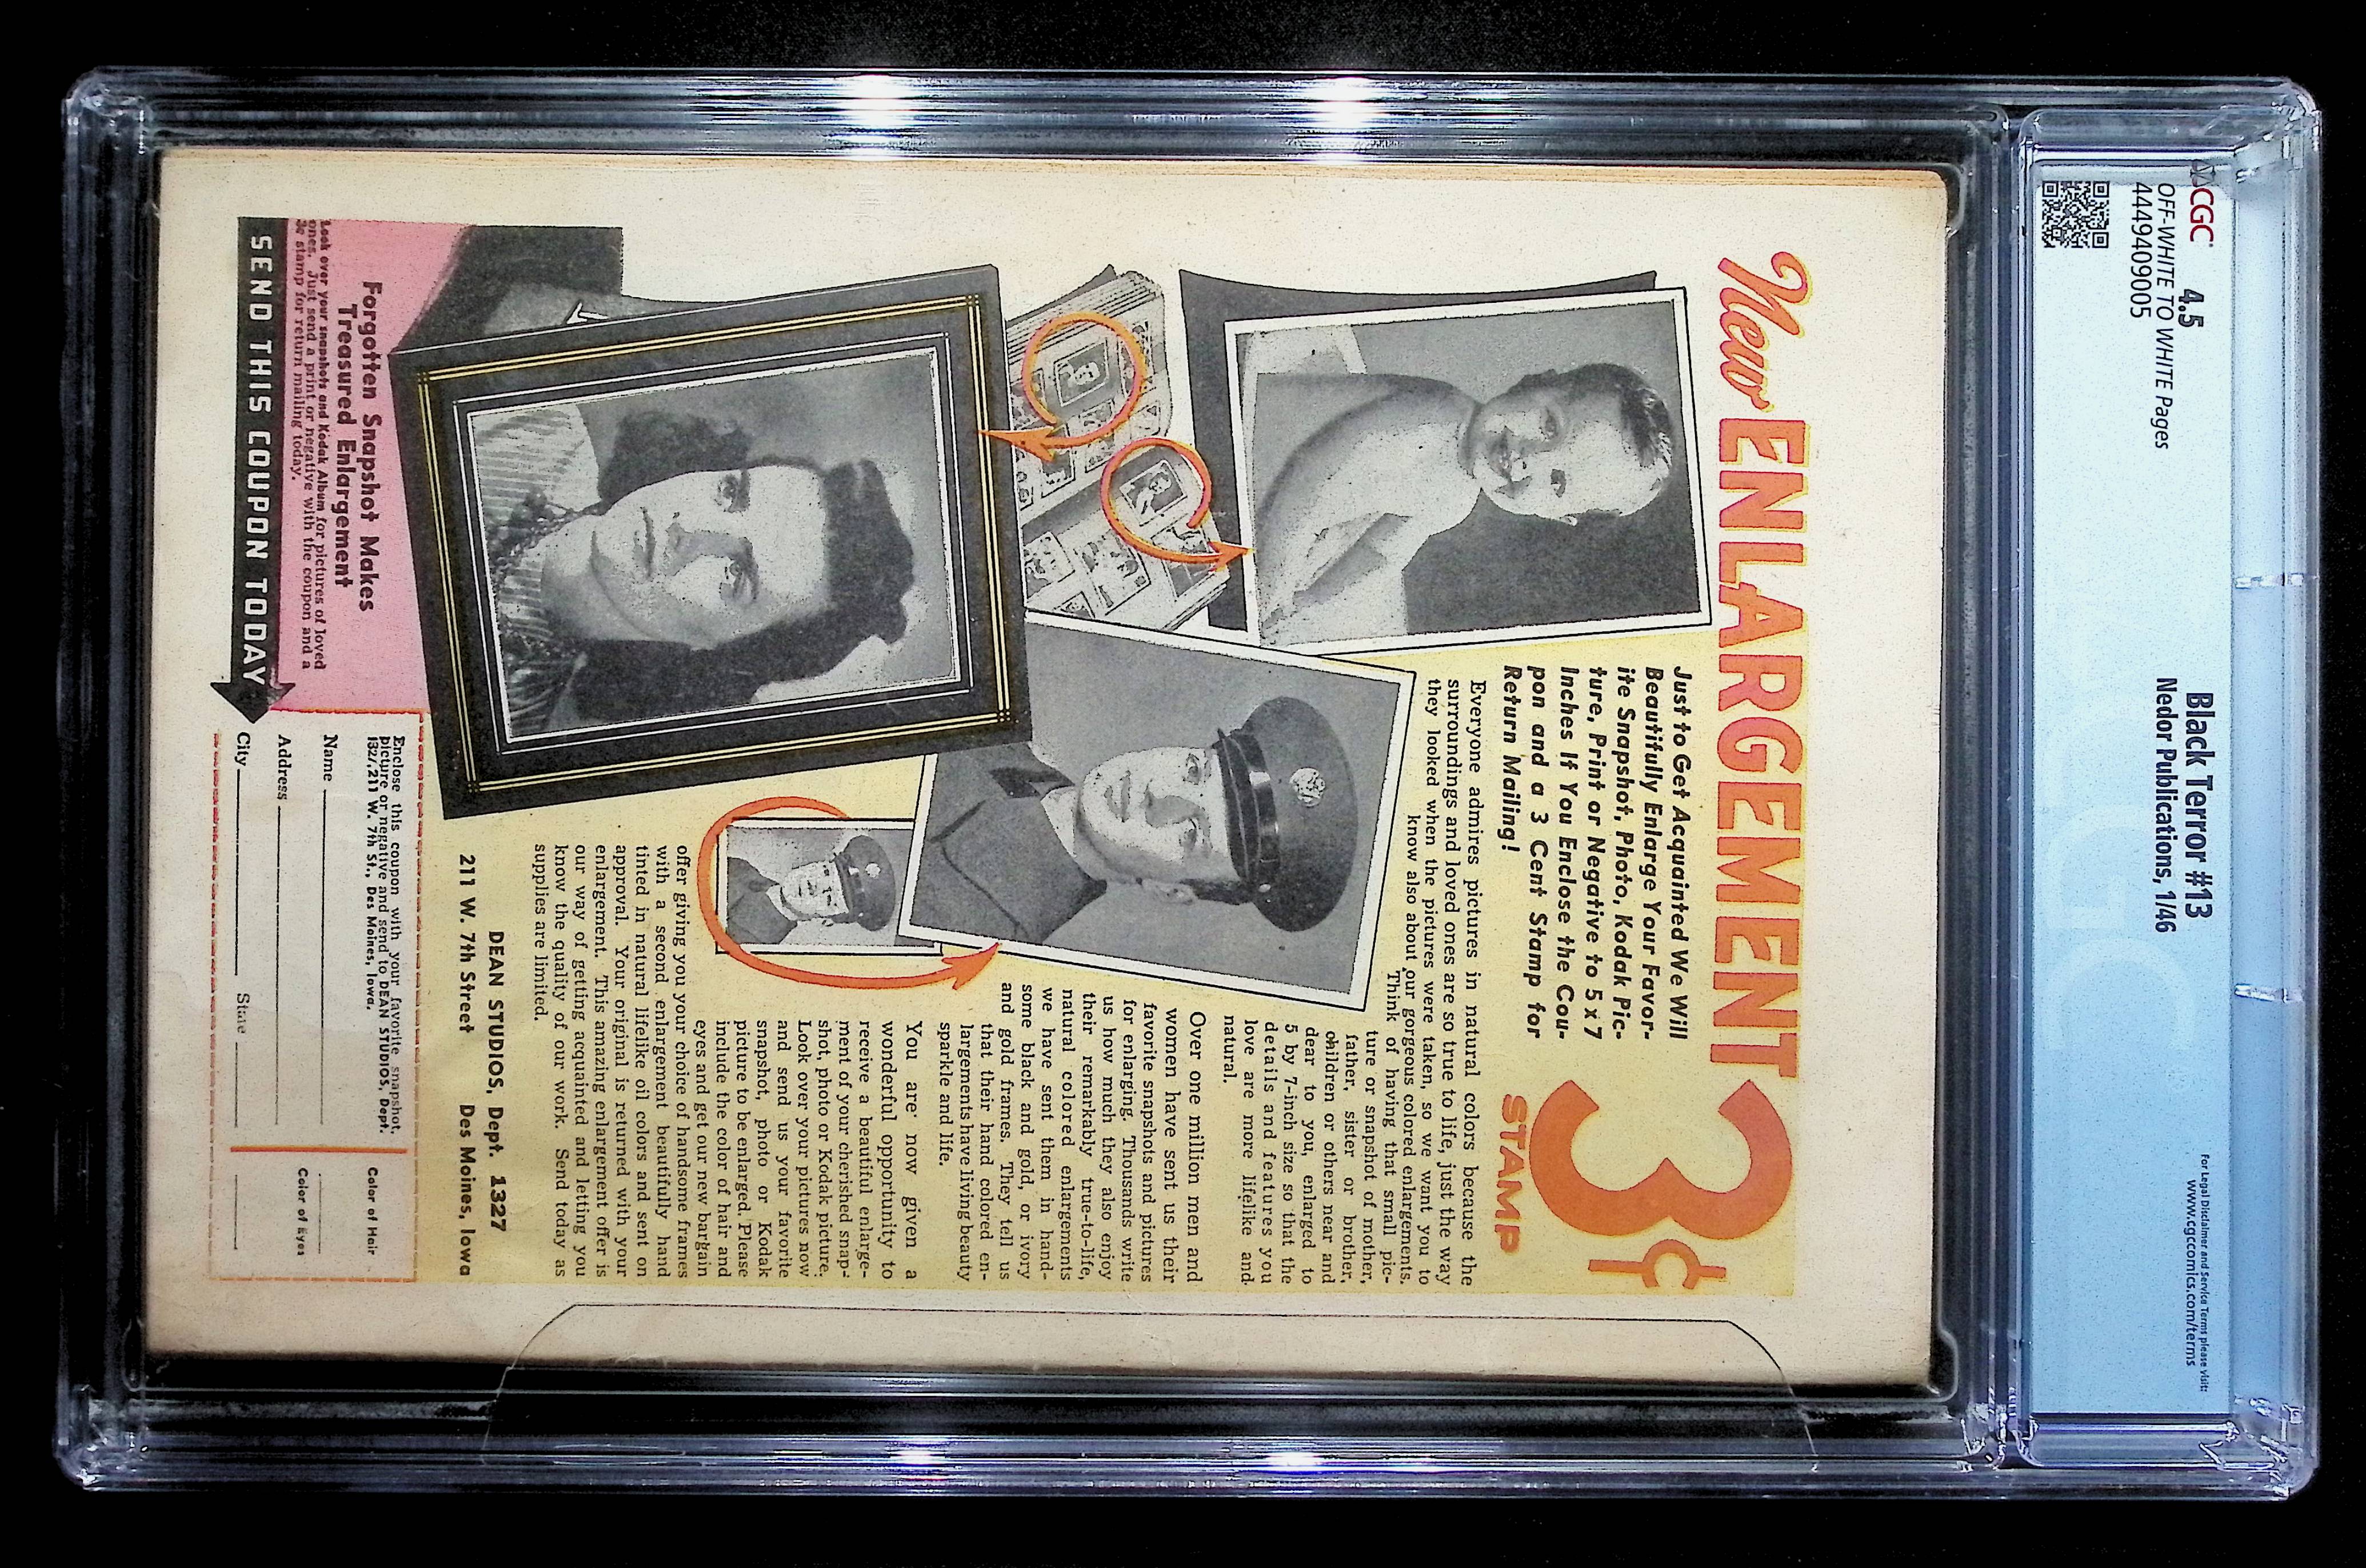 CGC
4.5
OFF-WHITE TO WHITE Pages
4449409005
Black Terror #13
Nedor Publications, 1/46
For Legal Disclaimer and Service Terms please visit:
www.cgccomics.com/terms
New ENLARGEMENT 3¢
STAMP
Just to Get Acquainted We Will
Beautifully Enlarge Your Favor-
ite Snapshot, Photo, Kodak Pic-
ture, Print or Negative to 5 x 7
Inches If You Enclose the Cou-
pon and a 3 Cent Stamp for
Return Mailing!
Everyone admires pictures in natural colors because the
surroundings and loved ones are so true to life, just the way
they looked when the pictures were taken, so we want you to
know also about our gorgeous colored enlargements.
Think of having that small pic-
ture or snapshot of mother,
father, sister or brother,
children or others near and
dear to you, enlarged to
5 by 7-inch size so that the
details and features you
love are more lifelike and
natural.
Over one million men and
women have sent us their
favorite snapshots and pictures
for enlarging. Thousands write
us how much they also enjoy
their remarkably true-to-life,
natural colored enlargements
we have sent them in hand-
some black and gold, or ivory
and gold frames. They tell us
that their hand colored en-
largements have living beauty
sparkle and life.
You are now given a
wonderful opportunity to
receive a beautiful enlarge-
ment of your cherished snap-
shot, photo or Kodak picture.
Look over your pictures now
and send us your favorite
snapshot, photo or Kodak
picture to be enlarged. Please
include the color of hair and
eyes and get our new bargain
offer giving you your choice of handsome frames
with a second enlargement beautifully hand
tinted in natural lifelike oil colors and sent on
approval. Your original is returned with your
enlargement. This amazing enlargement offer is
our way of getting acquainted and letting you
know the quality of our work. Send today as
supplies are limited.
DEAN STUDIOS, Dept. 1327
211 W. 7th Street Des Moines, Iowa
Forgotten Snapshot Makes
Treasured Enlargement
Look over your snapshots and Kodak Album for pictures of loved
ones. Just send a print or negative with the coupon and a
3c stamp for return mailing today.
SEND THIS COUPON TODAY
Enclose this coupon with your favorite snapshot,
picture or negative and send to DEAN STUDIOS, Dept.
1327, 211 W. 7th St., Des Moines, Iowa.
Name
Address
City State
Color of Hair
Color of Eyes